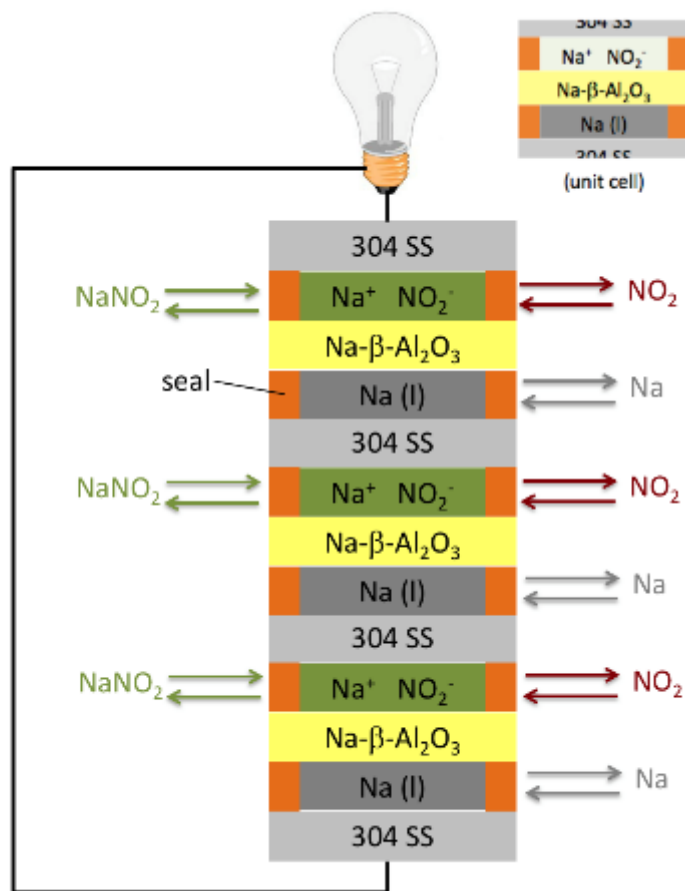 304 SS
Na⁺ NO₂⁻
Na-β-Al₂O₃
Na (l)
304 SS
(unit cell)
304 SS
NaNO₂
Na⁺ NO₂⁻
NO₂
Na-β-Al₂O₃
seal
Na (l)
Na
304 SS
NaNO₂
Na⁺ NO₂⁻
NO₂
Na-β-Al₂O₃
Na (l)
Na
304 SS
NaNO₂
Na⁺ NO₂⁻
NO₂
Na-β-Al₂O₃
Na (l)
Na
304 SS